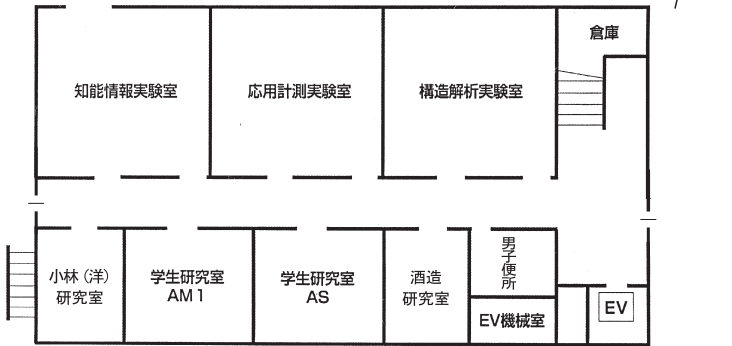 倉庫
知能情報実験室
応用計測実験室
構造解析実験室
小林（洋）
研究室
学生研究室
AM1
学生研究室
AS
酒造
研究室
男子便所
EV機械室
EV